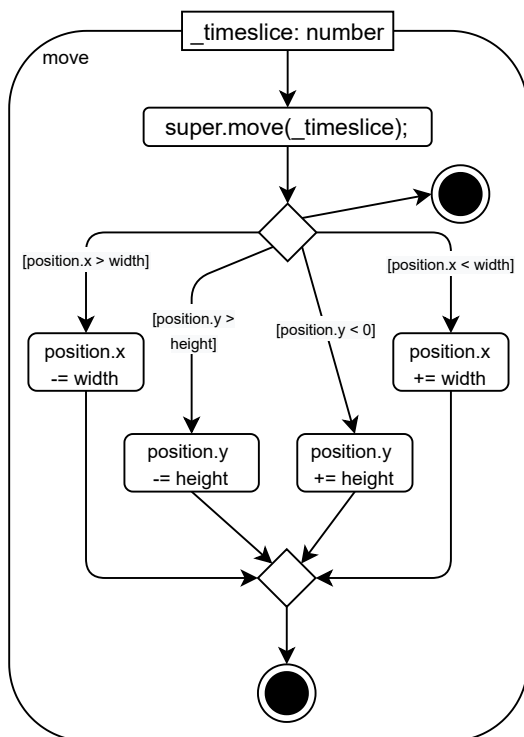 _timeslice: number
move
super.move(_timeslice);
[position.x > width]
[position.x < width]
[position.y >
height]
[position.y < 0]
position.x
-= width
position.x
+= width
position.y
-= height
position.y
+= height